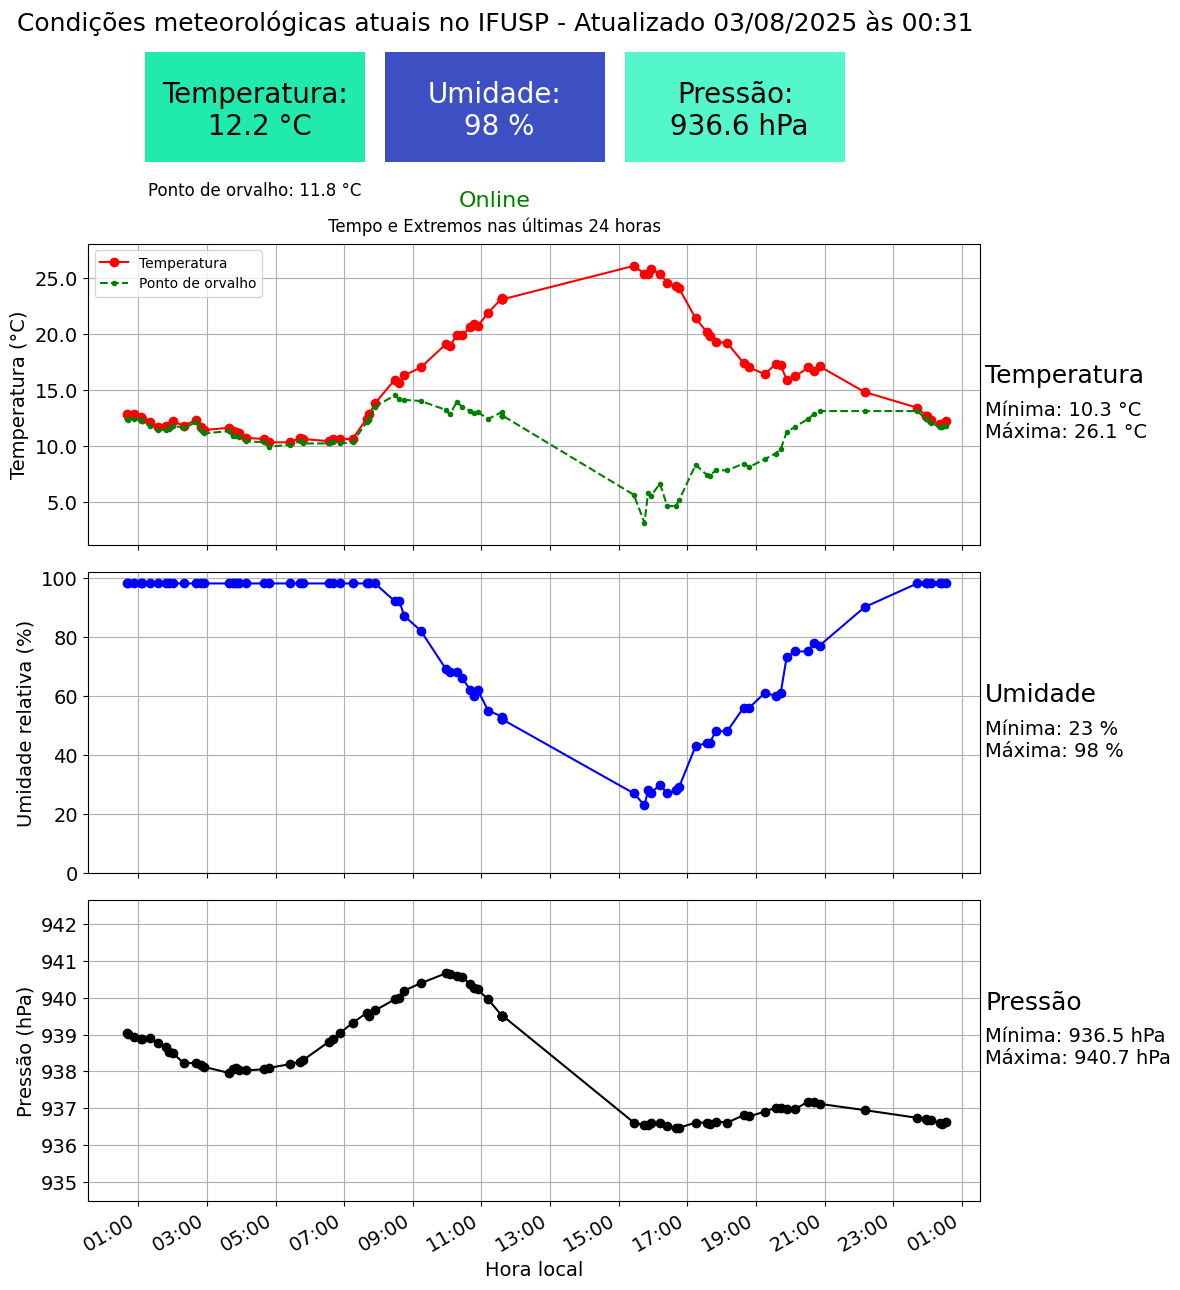 Condições meteorológicas atuais no IFUSP - Atualizado 03/08/2025 às 00:31
Temperatura:
12.2 °C
Umidade:
98 %
Pressão:
936.6 hPa
Ponto de orvalho: 11.8 °C
Online
Tempo e Extremos nas últimas 24 horas
Temperatura (°C)
25.0
20.0
15.0
10.0
5.0
Temperatura
Ponto de orvalho
Temperatura
Mínima: 10.3 °C
Máxima: 26.1 °C
Umidade relativa (%)
100
80
60
40
20
0
Umidade
Mínima: 23 %
Máxima: 98 %
Pressão (hPa)
942
941
940
939
938
937
936
935
Pressão
Mínima: 936.5 hPa
Máxima: 940.7 hPa
01:00 03:00 05:00 07:00 09:00 11:00 13:00 15:00 17:00 19:00 21:00 23:00 01:00
Hora local